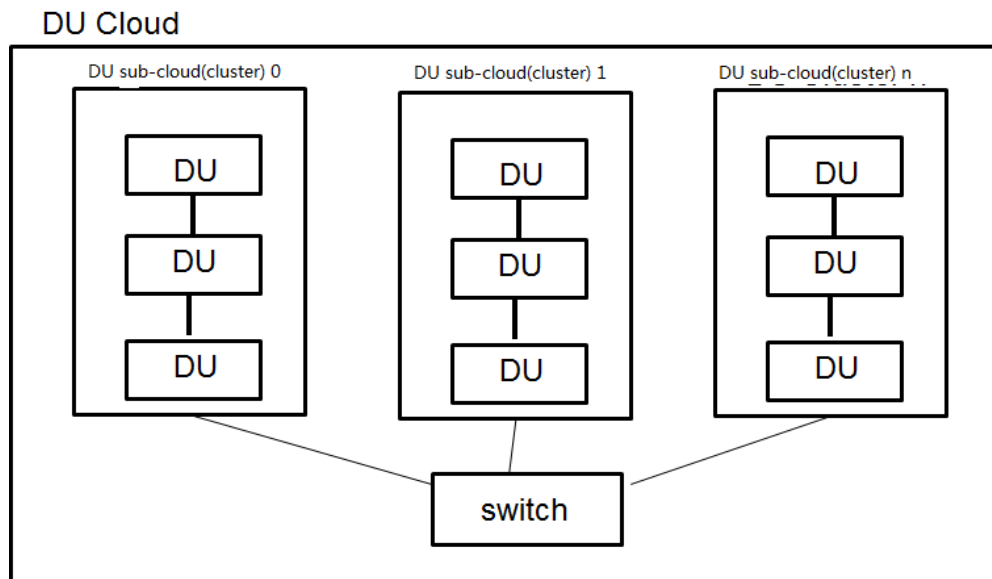 DU Cloud
DU sub-cloud(cluster) 0
DU sub-cloud(cluster) 1
DU sub-cloud(cluster) n
DU
DU
DU
DU
DU
DU
DU
DU
DU
switch